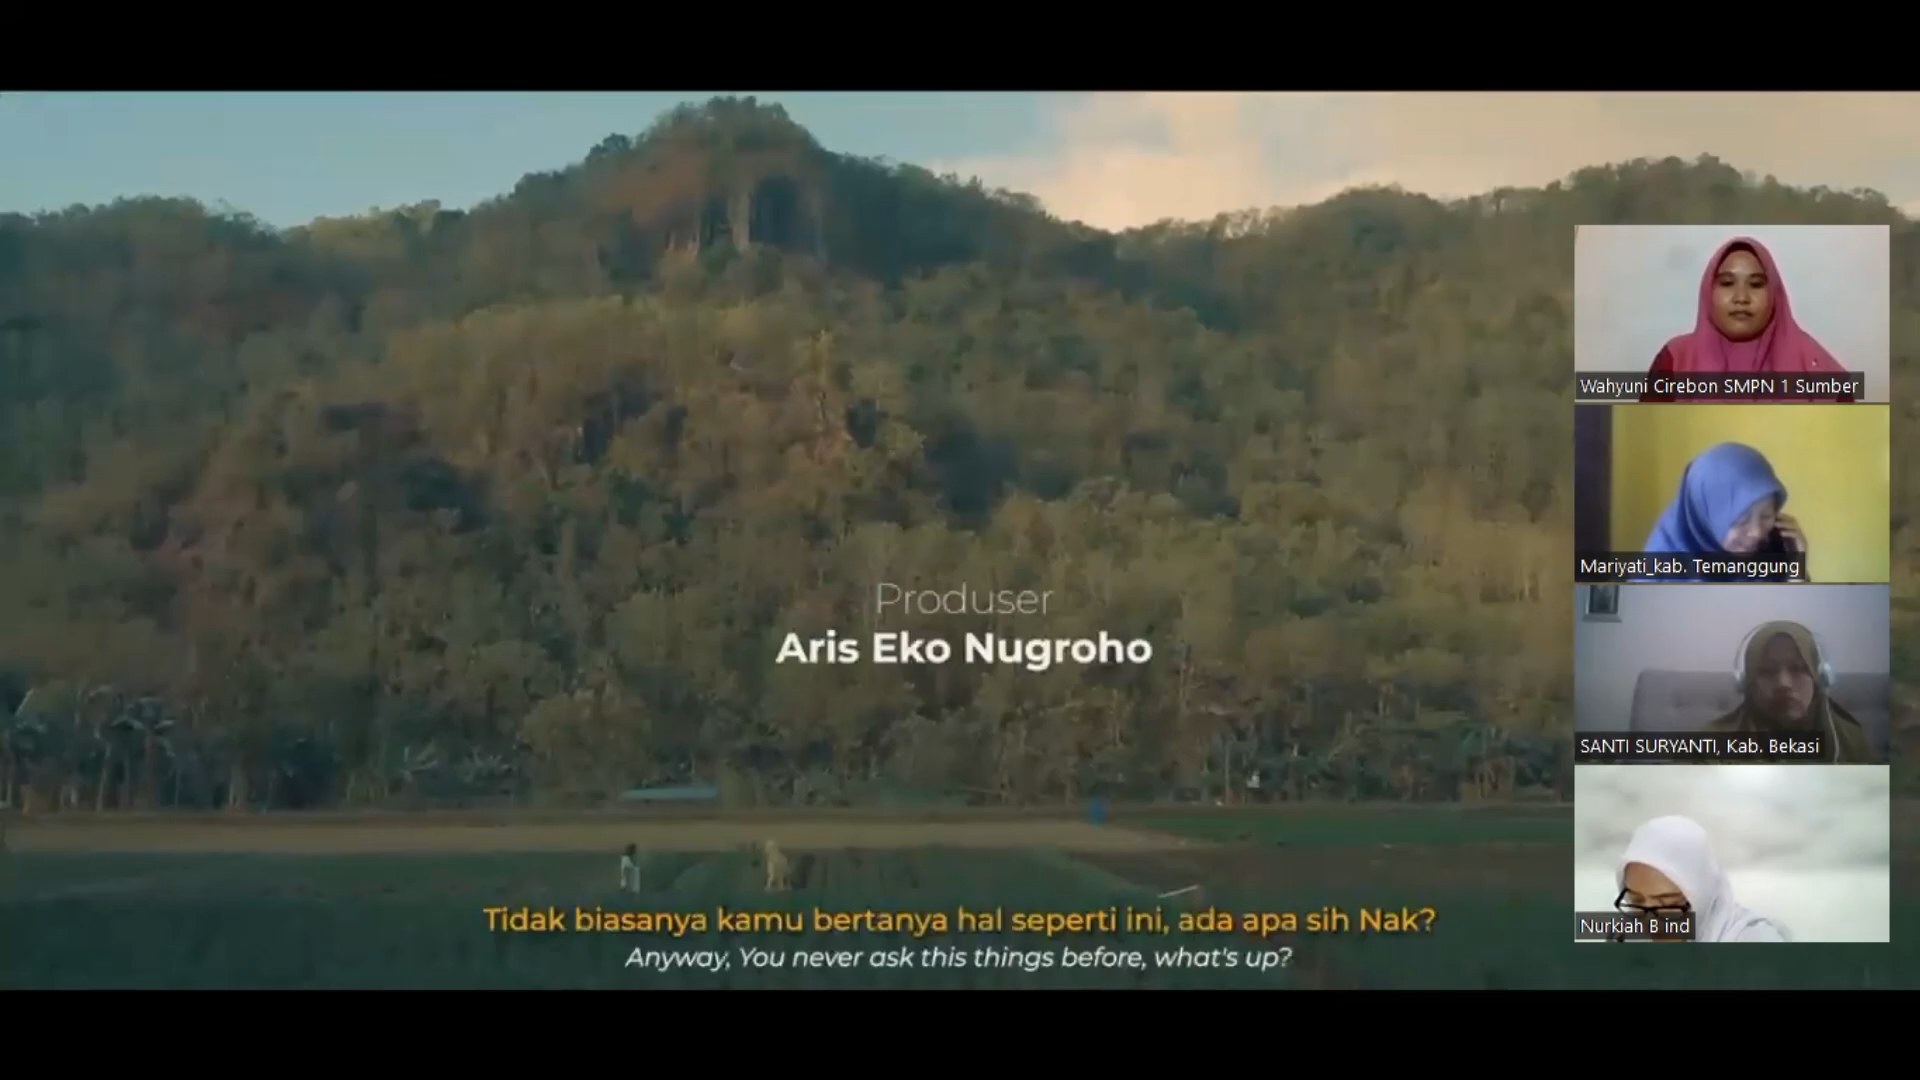 Produser
Aris Eko Nugroho
Tidak biasanya kamu bertanya hal seperti ini, ada apa sih Nak?
Anyway, You never ask this things before, what's up?
Wahyuni Cirebon SMPN 1 Sumber
Mariyati_kab. Temanggung
SANTI SURYANTI, Kab. Bekasi
Nurkiah B ind